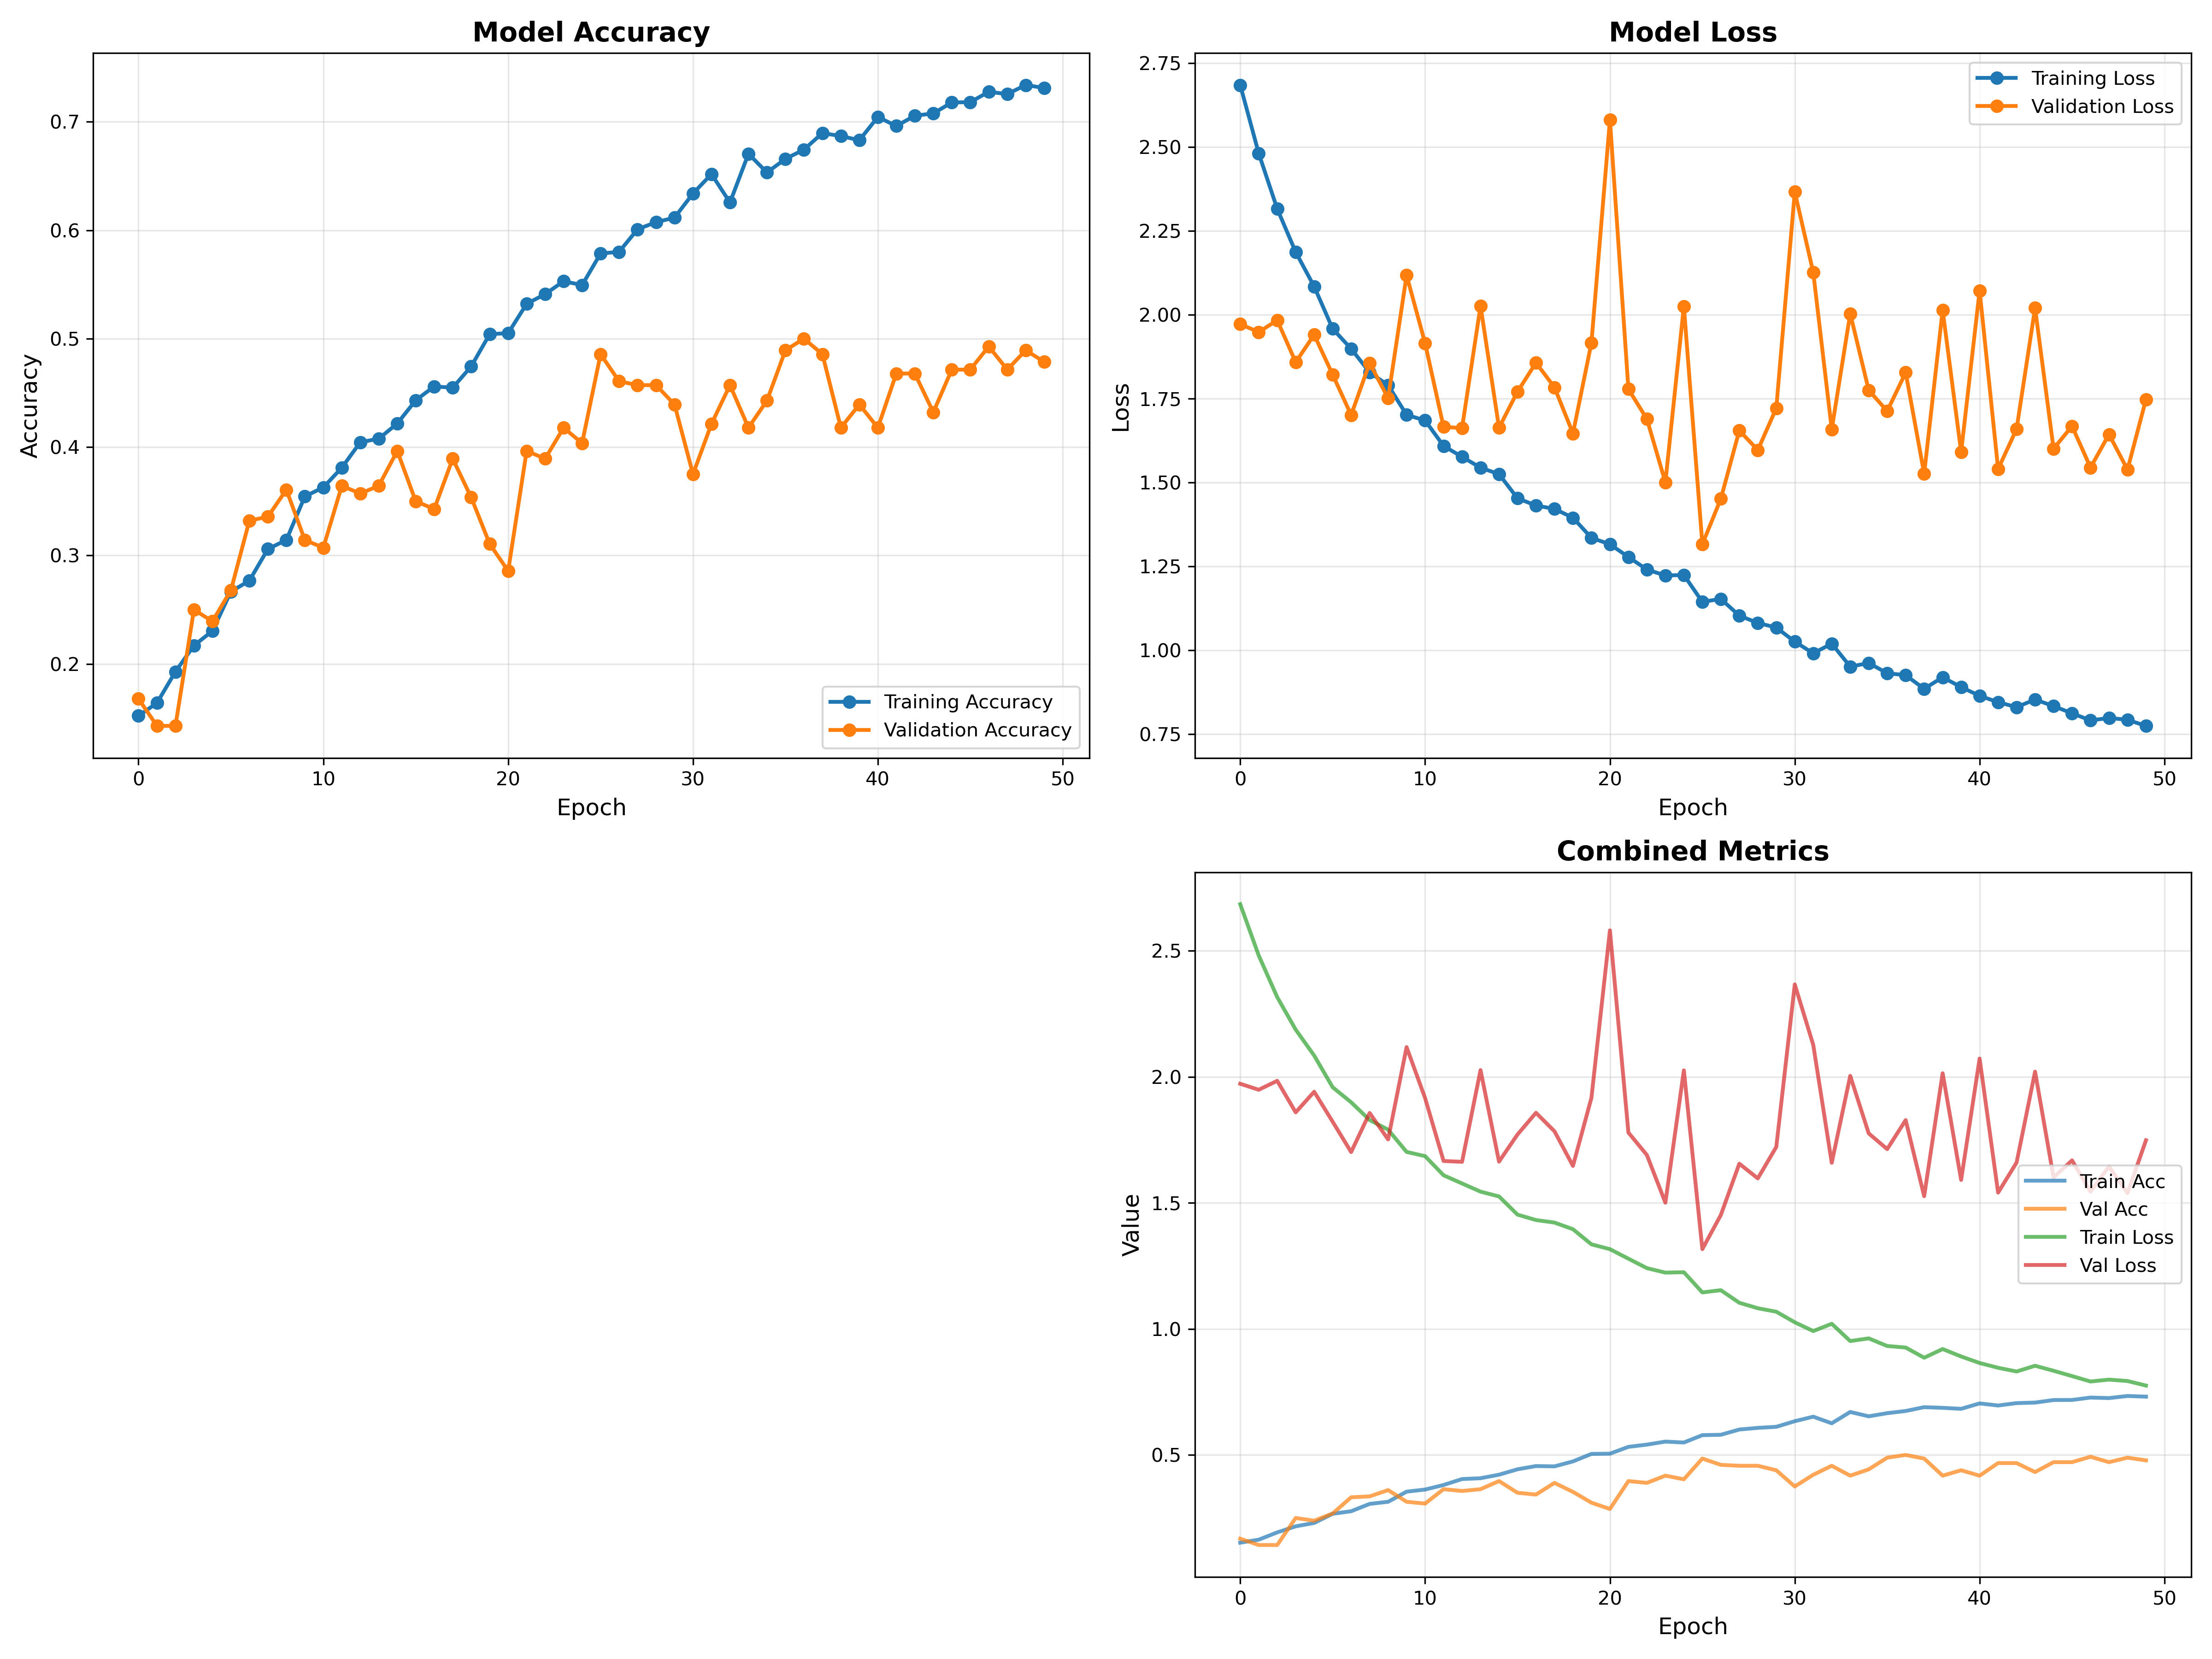 Model Accuracy
Accuracy
0.7
0.6
0.5
0.4
0.3
0.2
Training Accuracy
Validation Accuracy
0 10 20 30 40 50
Epoch
Model Loss
Loss
2.75
2.50
2.25
2.00
1.75
1.50
1.25
1.00
0.75
Training Loss
Validation Loss
0 10 20 30 40 50
Epoch
Combined Metrics
Value
2.5
2.0
1.5
1.0
0.5
Train Acc
Val Acc
Train Loss
Val Loss
0 10 20 30 40 50
Epoch